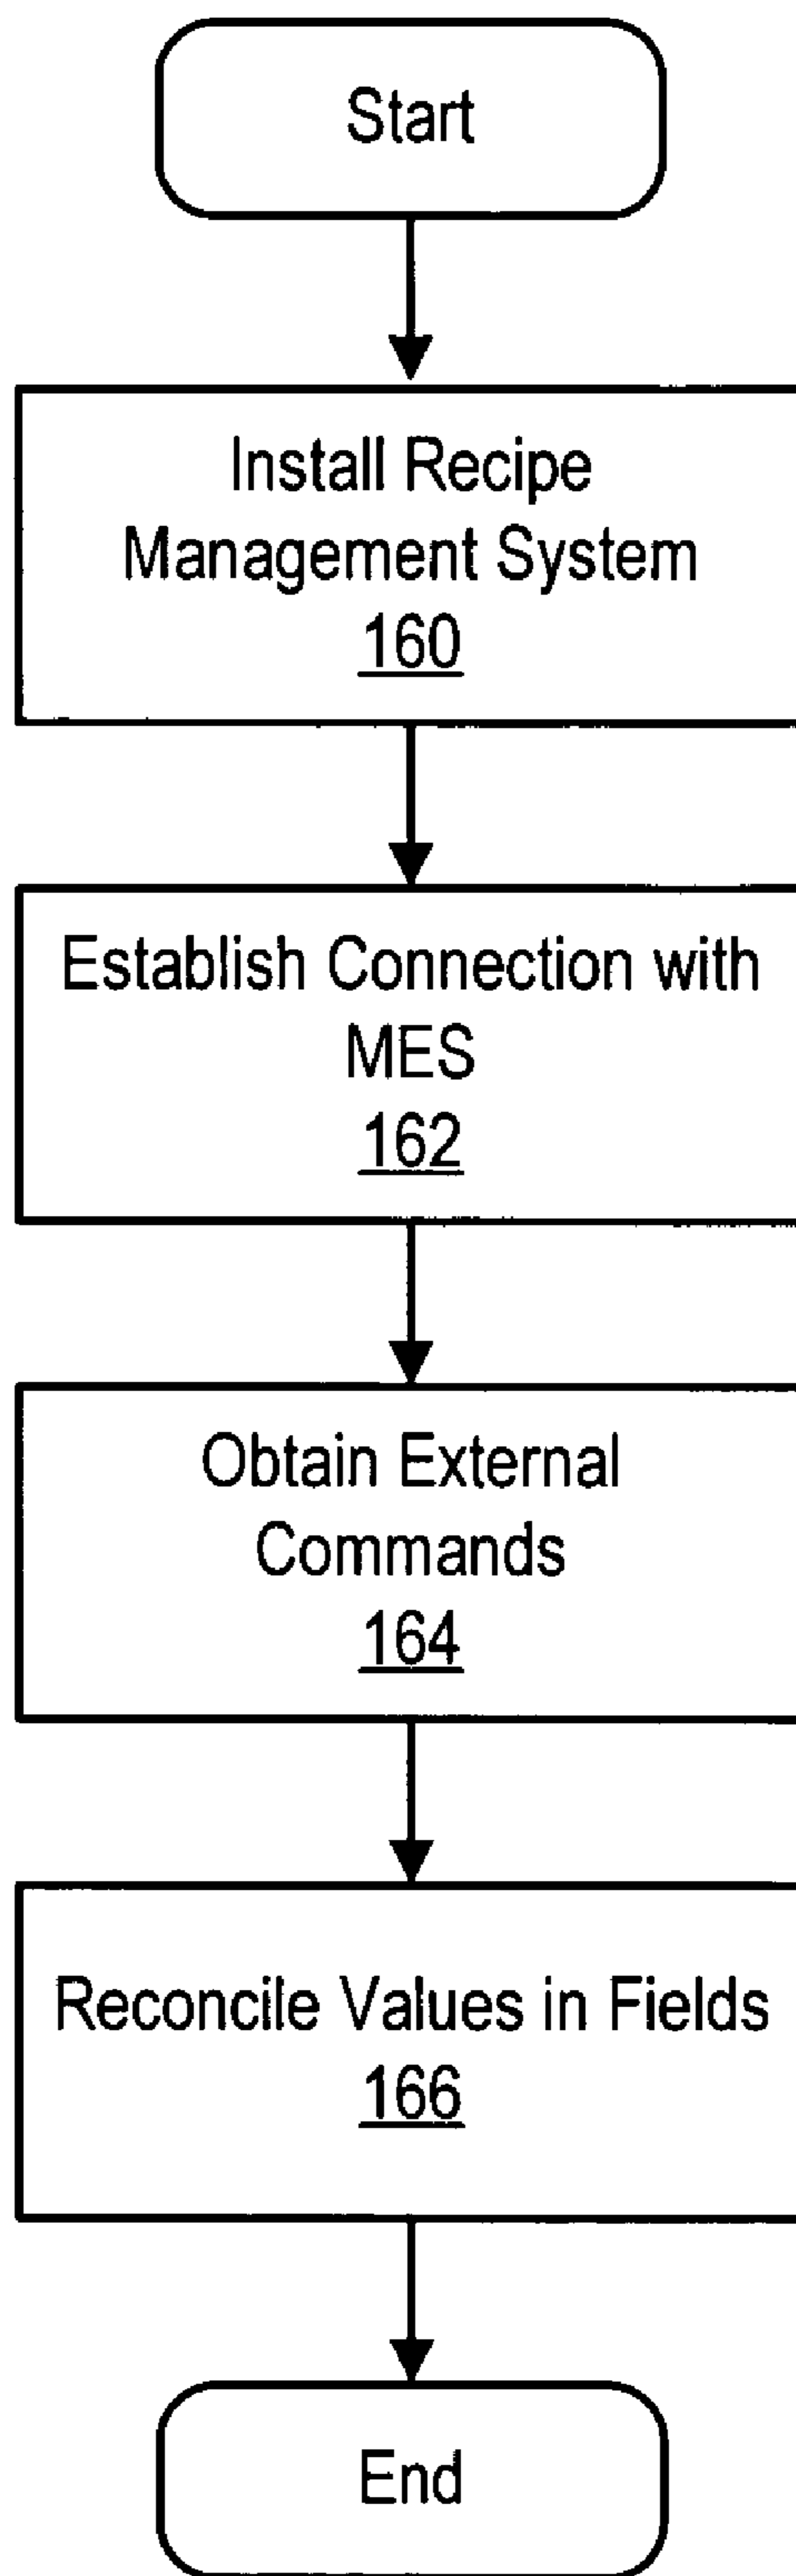 Start
Install Recipe
Management System
160
Establish Connection with
MES
162
Obtain External
Commands
164
Reconcile Values in Fields
166
End